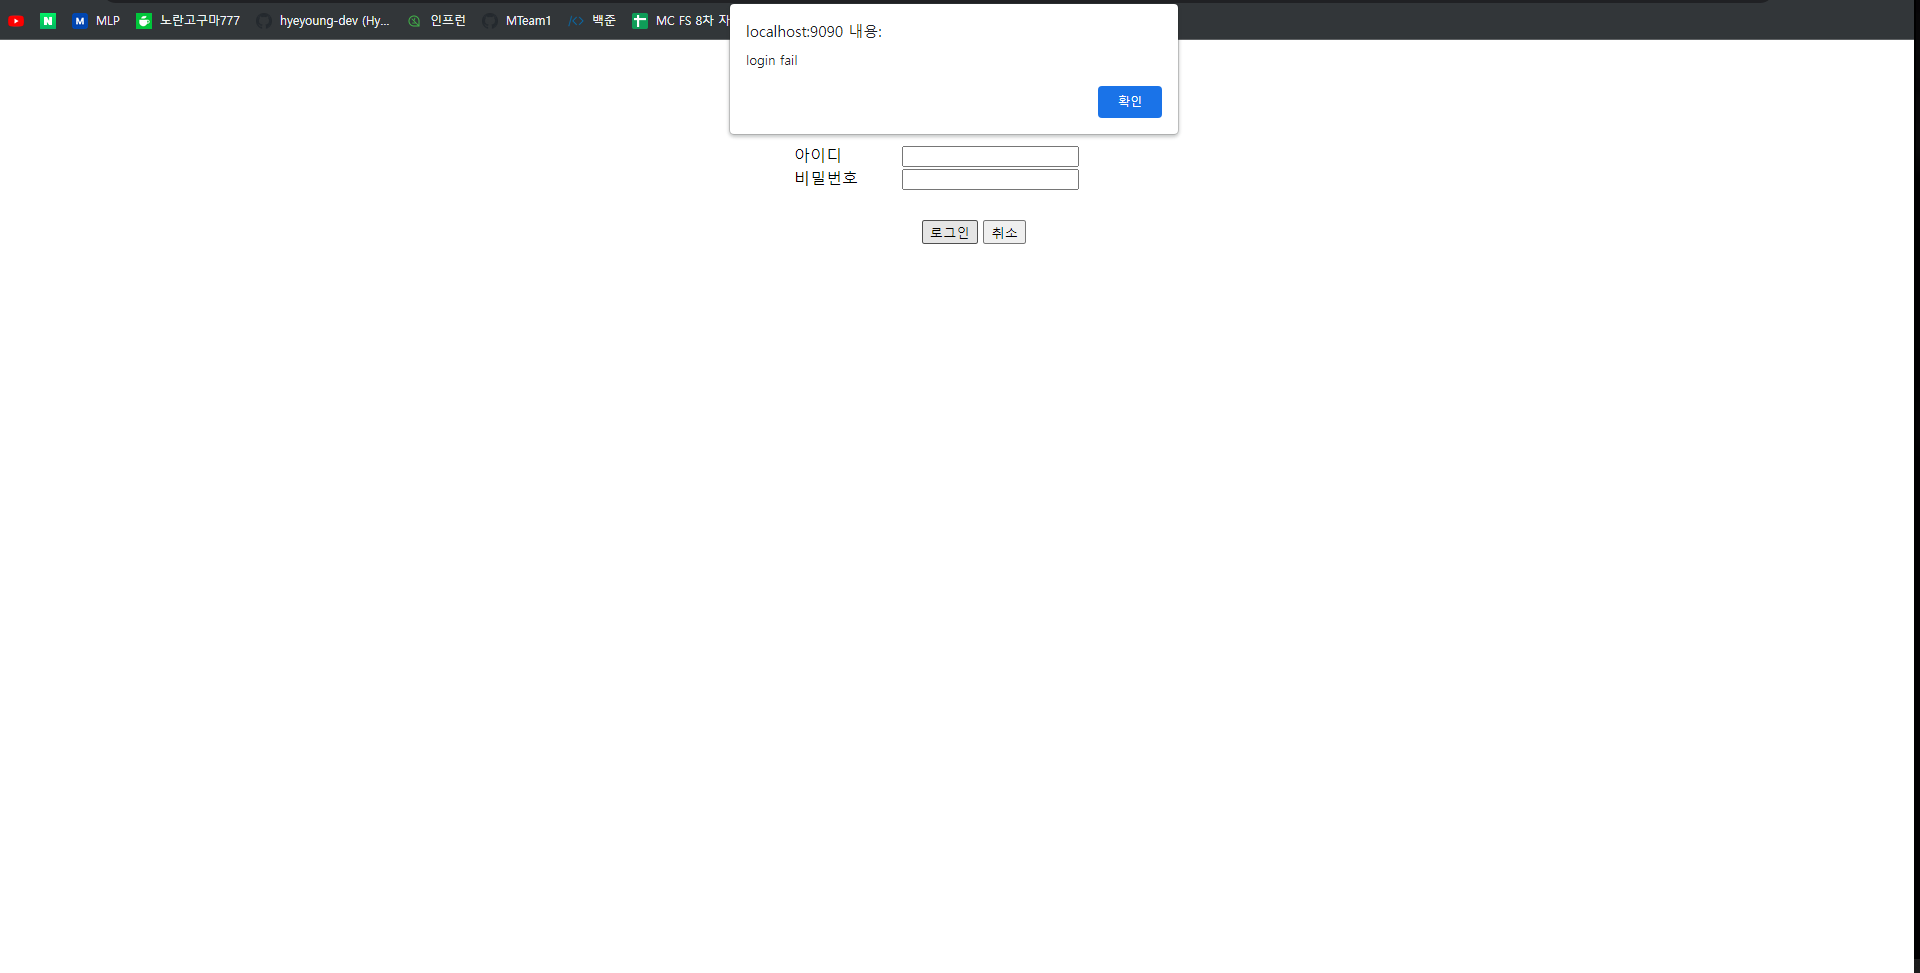 MLP 노란고구마777 hyeyoung-dev (Hy... 인프런 MTeam1 백준 MC FS 8차 자
localhost:9090 내용:
login fail
확인
아이디
비밀번호
로그인 취소